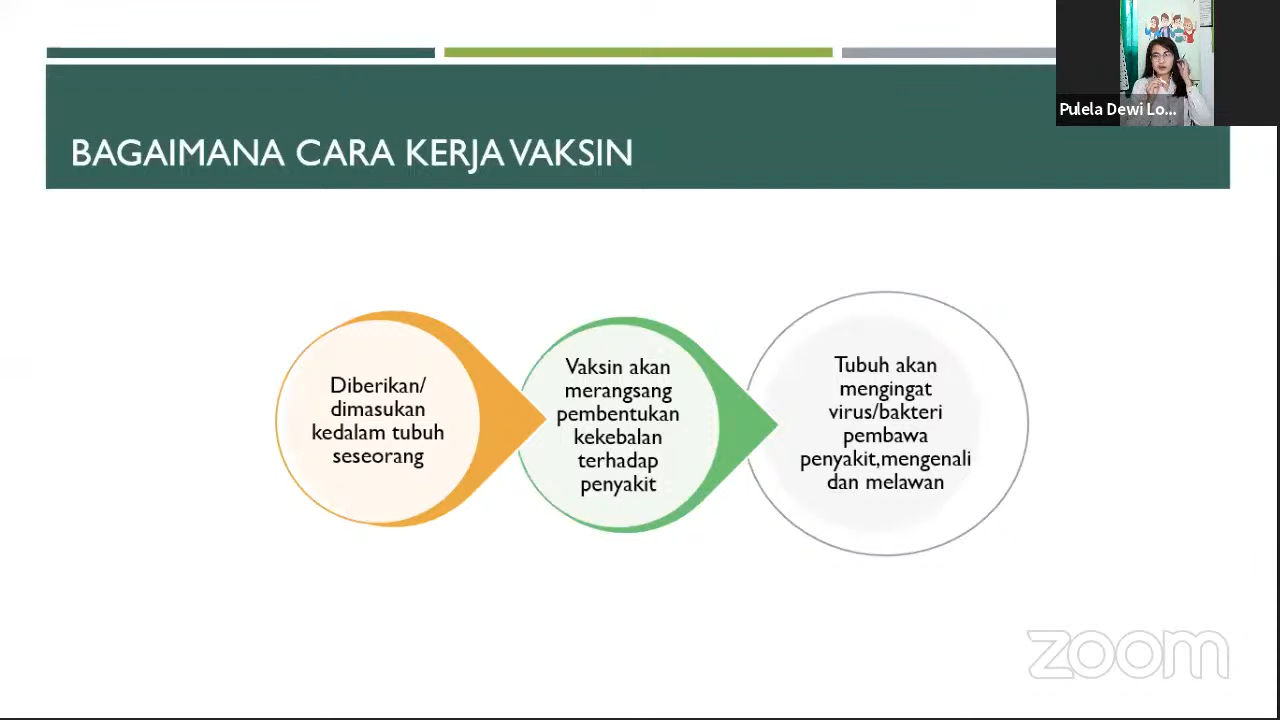 Pulela Dewi Lo...
BAGAIMANA CARA KERJA VAKSIN
Diberikan/
dimasukan
kedalam tubuh
seseorang
Vaksin akan
merangsang
pembentukan
kekebalan
terhadap
penyakit
Tubuh akan
mengingat
virus/bakteri
pembawa
penyakit,mengenali
dan melawan
zoom